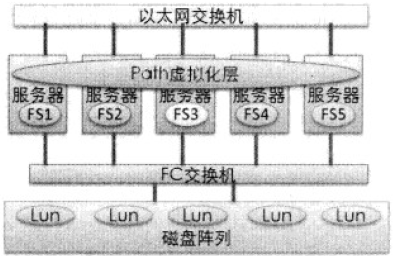 以太网交换机
Path虚拟化层
服务器 服务器 服务器 服务器 服务器
FS1 FS2 FS3 FS4 FS5
FC交换机
Lun Lun Lun Lun Lun
磁盘阵列